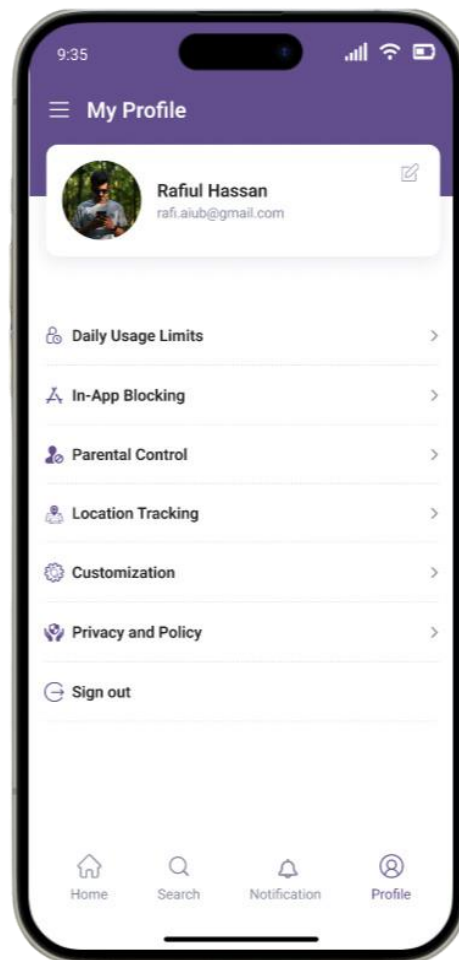 9:35
My Profile
Rafiul Hassan
rafi.aiub@gmail.com
Daily Usage Limits
In-App Blocking
Parental Control
Location Tracking
Customization
Privacy and Policy
Sign out
Home Search Notification Profile